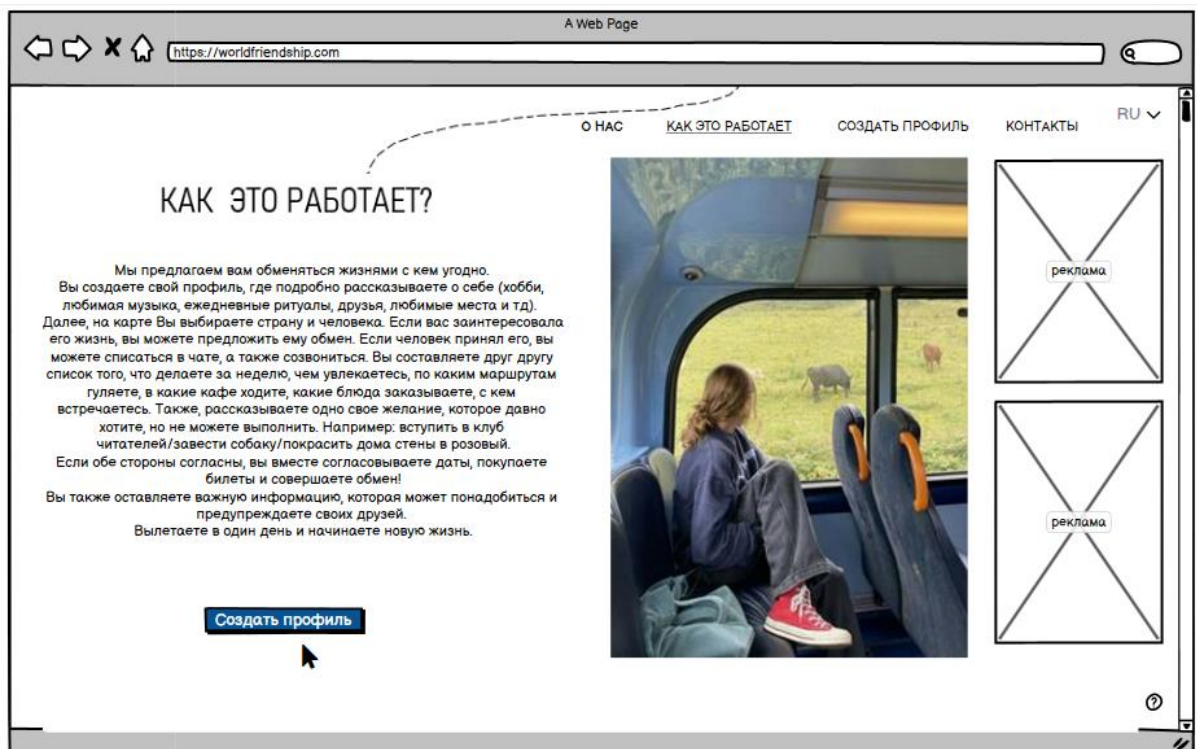 A Web Page
https://worldfriendship.com
RU
О НАС
КАК ЭТО РАБОТАЕТ
СОЗДАТЬ ПРОФИЛЬ
КОНТАКТЫ
КАК ЭТО РАБОТАЕТ?
Мы предлагаем вам обменяться жизнями с кем угодно.
Вы создаете свой профиль, где подробно рассказываете о себе (хобби,
любимая музыка, ежедневные ритуалы, друзья, любимые места и тд).
Далее, на карте Вы выбираете страну и человека. Если вас заинтересовала
его жизнь, вы можете предложить ему обмен. Если человек принял его, вы
можете списаться в чате, а также созвониться. Вы составляете друг другу
список того, что делаете за неделю, чем увлекаетесь, по каким маршрутам
гуляете, в какие кафе ходите, какие блюда заказываете, с кем
встречаетесь. Также, рассказываете одно свое желание, которое давно
хотите, но не можете выполнить. Например: вступить в клуб
читателей/завести собаку/покрасить дома стены в розовый.
Если обе стороны согласны, вы вместе согласовываете даты, покупаете
билеты и совершаете обмен!
Вы также оставляете важную информацию, которая может понадобиться и
предупреждаете своих друзей.
Вылетаете в один день и начинаете новую жизнь.
Создать профиль
реклама
реклама
?